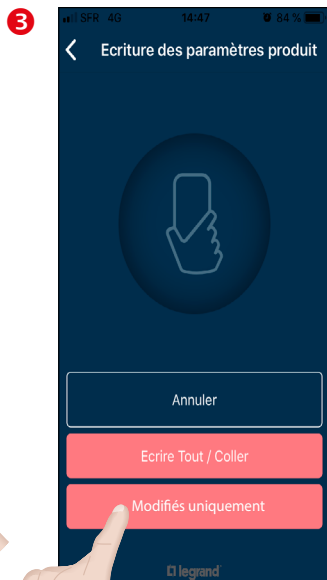 3
SFR 4G 14:47 84 %
Ecriture des paramètres produit
Annuler
Ecrire Tout / Coller
Modifiés uniquement
legrand